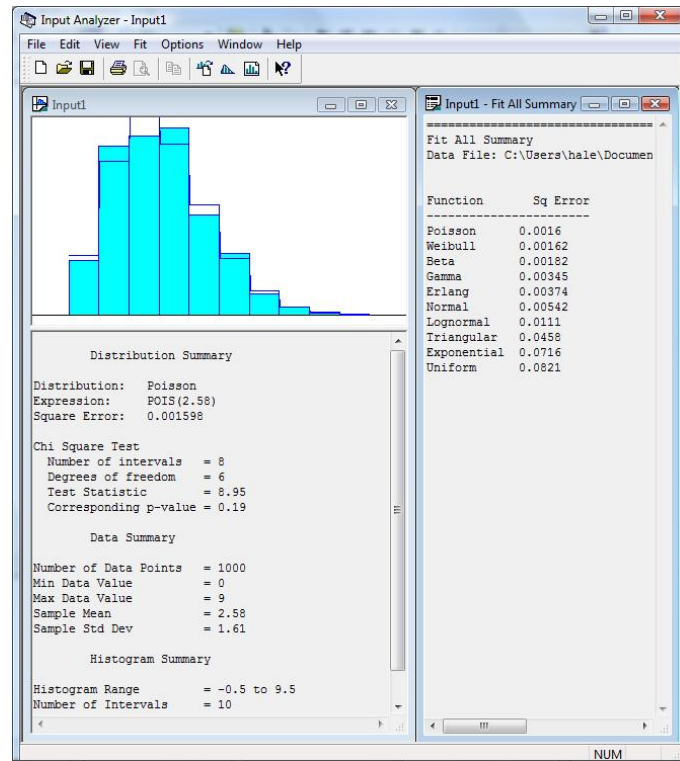 Input Analyzer - Input1
File Edit View Fit Options Window Help
Input1
Distribution Summary
Distribution: Poisson
Expression: POIS(2.58)
Square Error: 0.001598
Chi Square Test
Number of intervals = 8
Degrees of freedom = 6
Test Statistic = 8.95
Corresponding p-value = 0.19
Data Summary
Number of Data Points = 1000
Min Data Value = 0
Max Data Value = 9
Sample Mean = 2.58
Sample Std Dev = 1.61
Histogram Summary
Histogram Range = -0.5 to 9.5
Number of Intervals = 10
Input1 - Fit All Summary
==============================
Fit All Summary
Data File: C:\Users\hale\Documen
Function Sq Error
-----------------------
Poisson 0.0016
Weibull 0.00162
Beta 0.00182
Gamma 0.00345
Erlang 0.00374
Normal 0.00542
Lognormal 0.0111
Triangular 0.0458
Exponential 0.0716
Uniform 0.0821
NUM